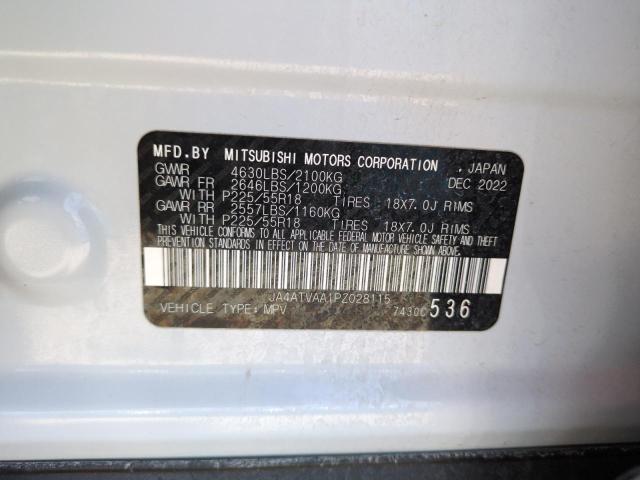 MFD.BY MITSUBISHI MOTORS CORPORATION , JAPAN
GVWR 4630LBS/2100KG DEC 2022
GAWR FR 2646LBS/1200KG
WITH P225/55R18 TIRES 18X7.0J RIMS
GAWR RR 2557LBS/1160KG
WITH P225/55R18 TIRES 18X7.0J RIMS
THIS VEHICLE CONFORMS TO ALL APPLICABLE FEDERAL MOTOR VEHICLE SAFETY AND THEFT
PREVENTION STANDARDS IN EFFECT ON THE DATE OF MANUFACTURE SHOWN ABOVE.
JA4ATVAA1PZ028115
VEHICLE TYPE: MPV 7430C 536